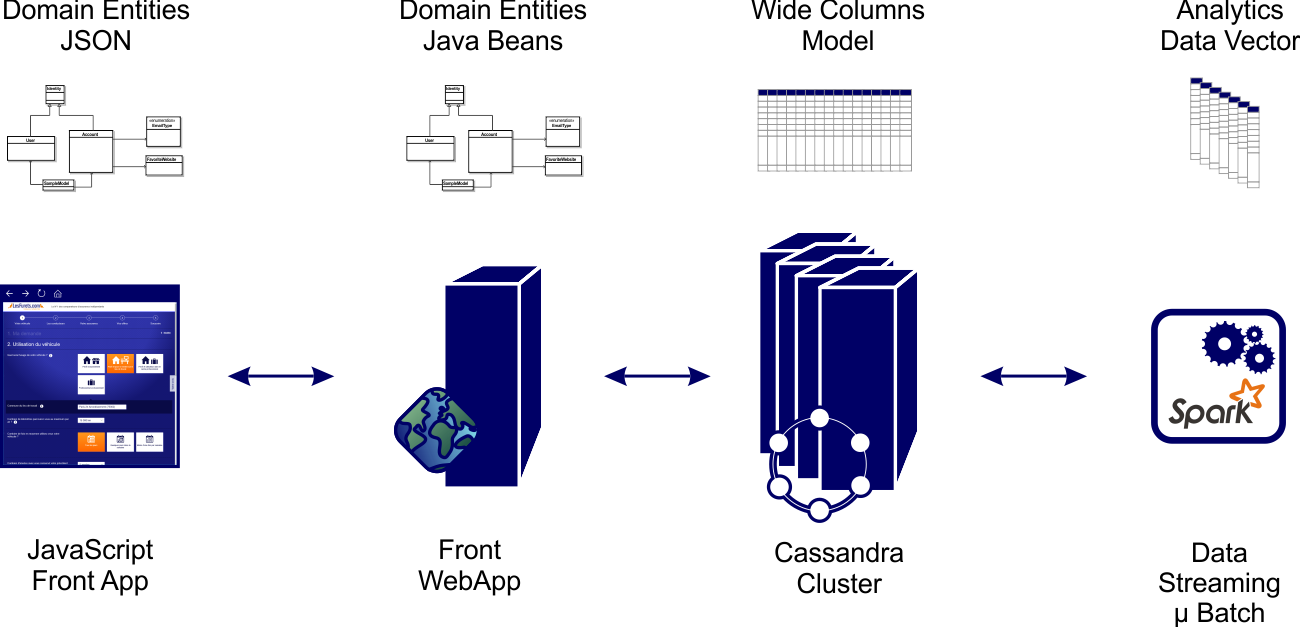 Domain Entities
JSON
Domain Entities
Java Beans
Wide Columns
Model
Analytics
Data Vector
Identity
«enumeration»
EmailType
User
Account
FavoriteWebsite
SampleModel
Identity
«enumeration»
EmailType
User
Account
FavoriteWebsite
SampleModel
LesFurets.com
2. Utilisation du véhicule
Spark
JavaScript
Front App
Front
WebApp
Cassandra
Cluster
Data
Streaming
µ Batch